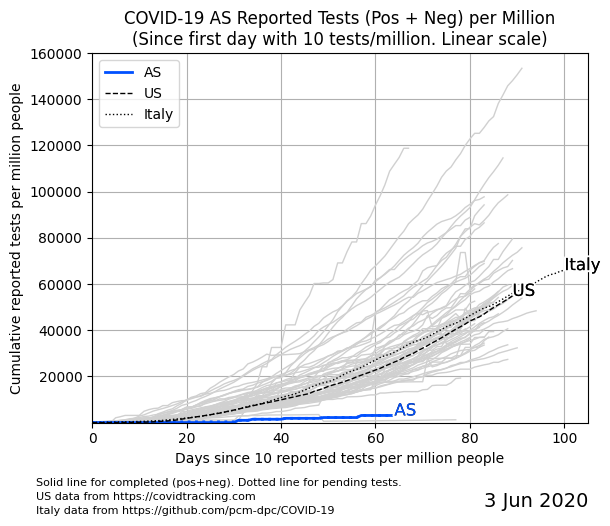 COVID-19 AS Reported Tests (Pos + Neg) per Million
(Since first day with 10 tests/million. Linear scale)
Cumulative reported tests per million people
160000
140000
120000
100000
80000
60000
40000
20000
AS
US
Italy
Italy
US
AS
0
20
40
60
80
100
Days since 10 reported tests per million people
Solid line for completed (pos+neg). Dotted line for pending tests.
US data from https://covidtracking.com
Italy data from https://github.com/pcm-dpc/COVID-19
3 Jun 2020